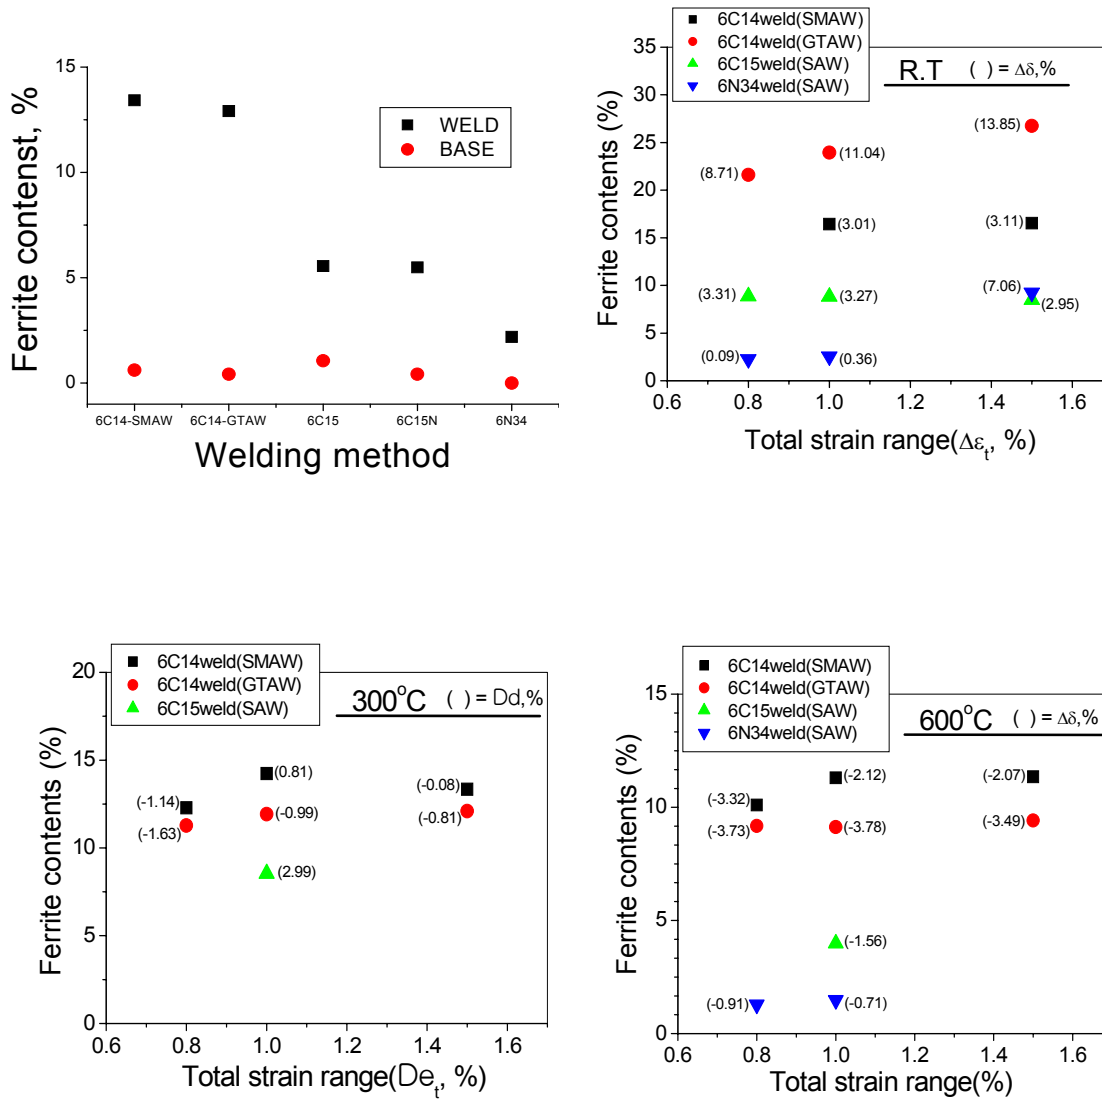 15
10
5
0
Ferrite contenst, %
WELD
BASE
6C14-SMAW 6C14-GTAW 6C15 6C15N 6N34
Welding method
6C14weld(SMAW)
6C14weld(GTAW)
6C15weld(SAW)
6N34weld(SAW)
R.T ( ) = Δδ,%
35
30
25
20
15
10
5
0
Ferrite contents (%)
(13.85)
(11.04)
(8.71)
(3.01)
(3.11)
(7.06)
(3.31)
(3.27)
(2.95)
(0.09)
(0.36)
0.6 0.8 1.0 1.2 1.4 1.6
Total strain range(Δεt, %)
6C14weld(SMAW)
6C14weld(GTAW)
6C15weld(SAW)
300°C ( ) = Dd,%
20
15
10
5
0
Ferrite contents (%)
(0.81)
(-0.08)
(-1.14)
(-0.99)
(-0.81)
(-1.63)
(2.99)
0.6 0.8 1.0 1.2 1.4 1.6
Total strain range(Det, %)
6C14weld(SMAW)
6C14weld(GTAW)
6C15weld(SAW)
6N34weld(SAW)
600°C ( ) = Δδ,%
15
10
5
0
Ferrite contents (%)
(-2.12)
(-2.07)
(-3.32)
(-3.73)
(-3.78)
(-3.49)
(-1.56)
(-0.91)
(-0.71)
0.6 0.8 1.0 1.2 1.4 1.6
Total strain range(%)